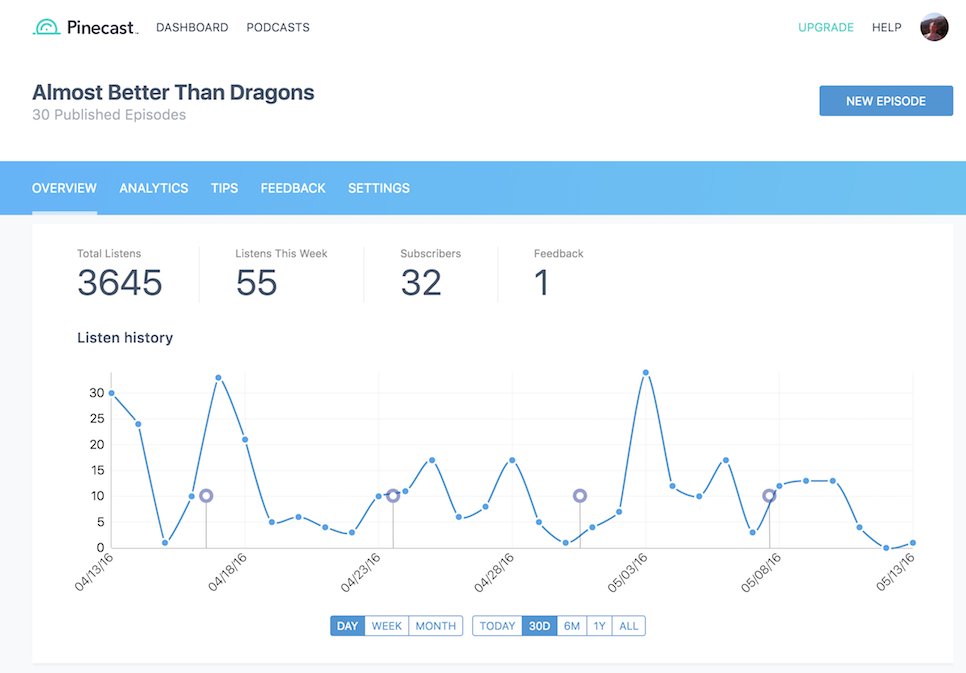 Pinecast DASHBOARD PODCASTS UPGRADE HELP
Almost Better Than Dragons
30 Published Episodes
NEW EPISODE
OVERVIEW ANALYTICS TIPS FEEDBACK SETTINGS
Total Listens Listens This Week Subscribers Feedback
3645 55 32 1
Listen history
30
25
20
15
10
5
0
04/13/16 04/18/16 04/23/16 04/28/16 05/03/16 05/08/16 05/13/16
DAY WEEK MONTH TODAY 30D 6M 1Y ALL